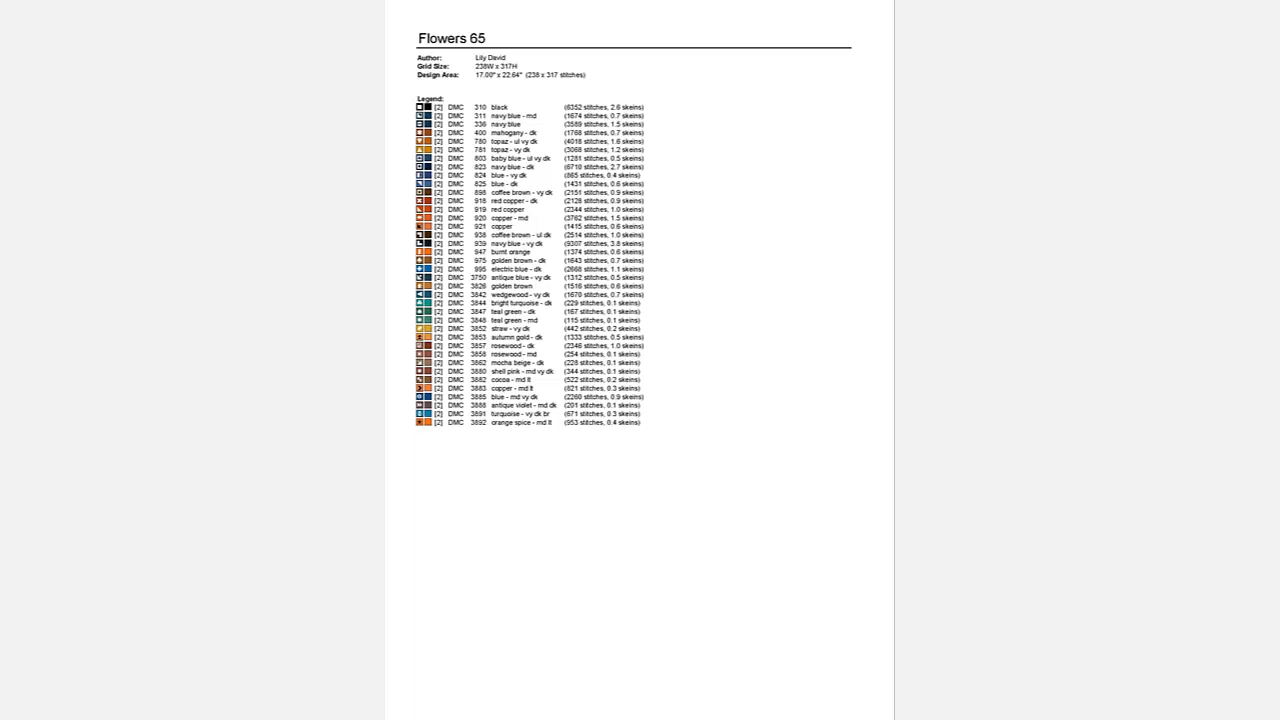 Flowers 65
Author: Lily David
Grid Size: 238W x 317H
Design Area: 17.00" x 22.64" (238 x 317 stitches)
Legend:
[2] DMC 310 black (6352 stitches, 2.6 skeins)
[2] DMC 311 navy blue - md (1674 stitches, 0.7 skeins)
[2] DMC 336 navy blue (3589 stitches, 1.5 skeins)
[2] DMC 400 mahogany - dk (1768 stitches, 0.7 skeins)
[2] DMC 780 topaz - ul vy dk (4018 stitches, 1.6 skeins)
[2] DMC 781 topaz - vy dk (3068 stitches, 1.2 skeins)
[2] DMC 803 baby blue - ul vy dk (1281 stitches, 0.5 skeins)
[2] DMC 823 navy blue - dk (6710 stitches, 2.7 skeins)
[2] DMC 824 blue - vy dk (865 stitches, 0.4 skeins)
[2] DMC 825 blue - dk (1431 stitches, 0.6 skeins)
[2] DMC 898 coffee brown - vy dk (2151 stitches, 0.9 skeins)
[2] DMC 918 red copper - dk (2128 stitches, 0.9 skeins)
[2] DMC 919 red copper (2344 stitches, 1.0 skeins)
[2] DMC 920 copper - md (3762 stitches, 1.5 skeins)
[2] DMC 921 copper (1415 stitches, 0.6 skeins)
[2] DMC 938 coffee brown - ul dk (2514 stitches, 1.0 skeins)
[2] DMC 939 navy blue - vy dk (9307 stitches, 3.8 skeins)
[2] DMC 947 burnt orange (1374 stitches, 0.6 skeins)
[2] DMC 975 golden brown - dk (1643 stitches, 0.7 skeins)
[2] DMC 995 electric blue - dk (2668 stitches, 1.1 skeins)
[2] DMC 3750 antique blue - vy dk (1312 stitches, 0.5 skeins)
[2] DMC 3826 golden brown (1516 stitches, 0.6 skeins)
[2] DMC 3842 wedgewood - vy dk (1670 stitches, 0.7 skeins)
[2] DMC 3844 bright turquoise - dk (229 stitches, 0.1 skeins)
[2] DMC 3847 teal green - dk (167 stitches, 0.1 skeins)
[2] DMC 3848 teal green - md (115 stitches, 0.1 skeins)
[2] DMC 3852 straw - vy dk (442 stitches, 0.2 skeins)
[2] DMC 3853 autumn gold - dk (1333 stitches, 0.5 skeins)
[2] DMC 3857 rosewood - dk (2346 stitches, 1.0 skeins)
[2] DMC 3858 rosewood - md (254 stitches, 0.1 skeins)
[2] DMC 3862 mocha beige - dk (228 stitches, 0.1 skeins)
[2] DMC 3880 shell pink - md vy dk (344 stitches, 0.1 skeins)
[2] DMC 3882 cocoa - md lt (522 stitches, 0.2 skeins)
[2] DMC 3883 copper - md lt (821 stitches, 0.3 skeins)
[2] DMC 3885 blue - md vy dk (2260 stitches, 0.9 skeins)
[2] DMC 3888 antique violet - md dk (201 stitches, 0.1 skeins)
[2] DMC 3891 turquoise - vy dk br (671 stitches, 0.3 skeins)
[2] DMC 3892 orange spice - md lt (953 stitches, 0.4 skeins)